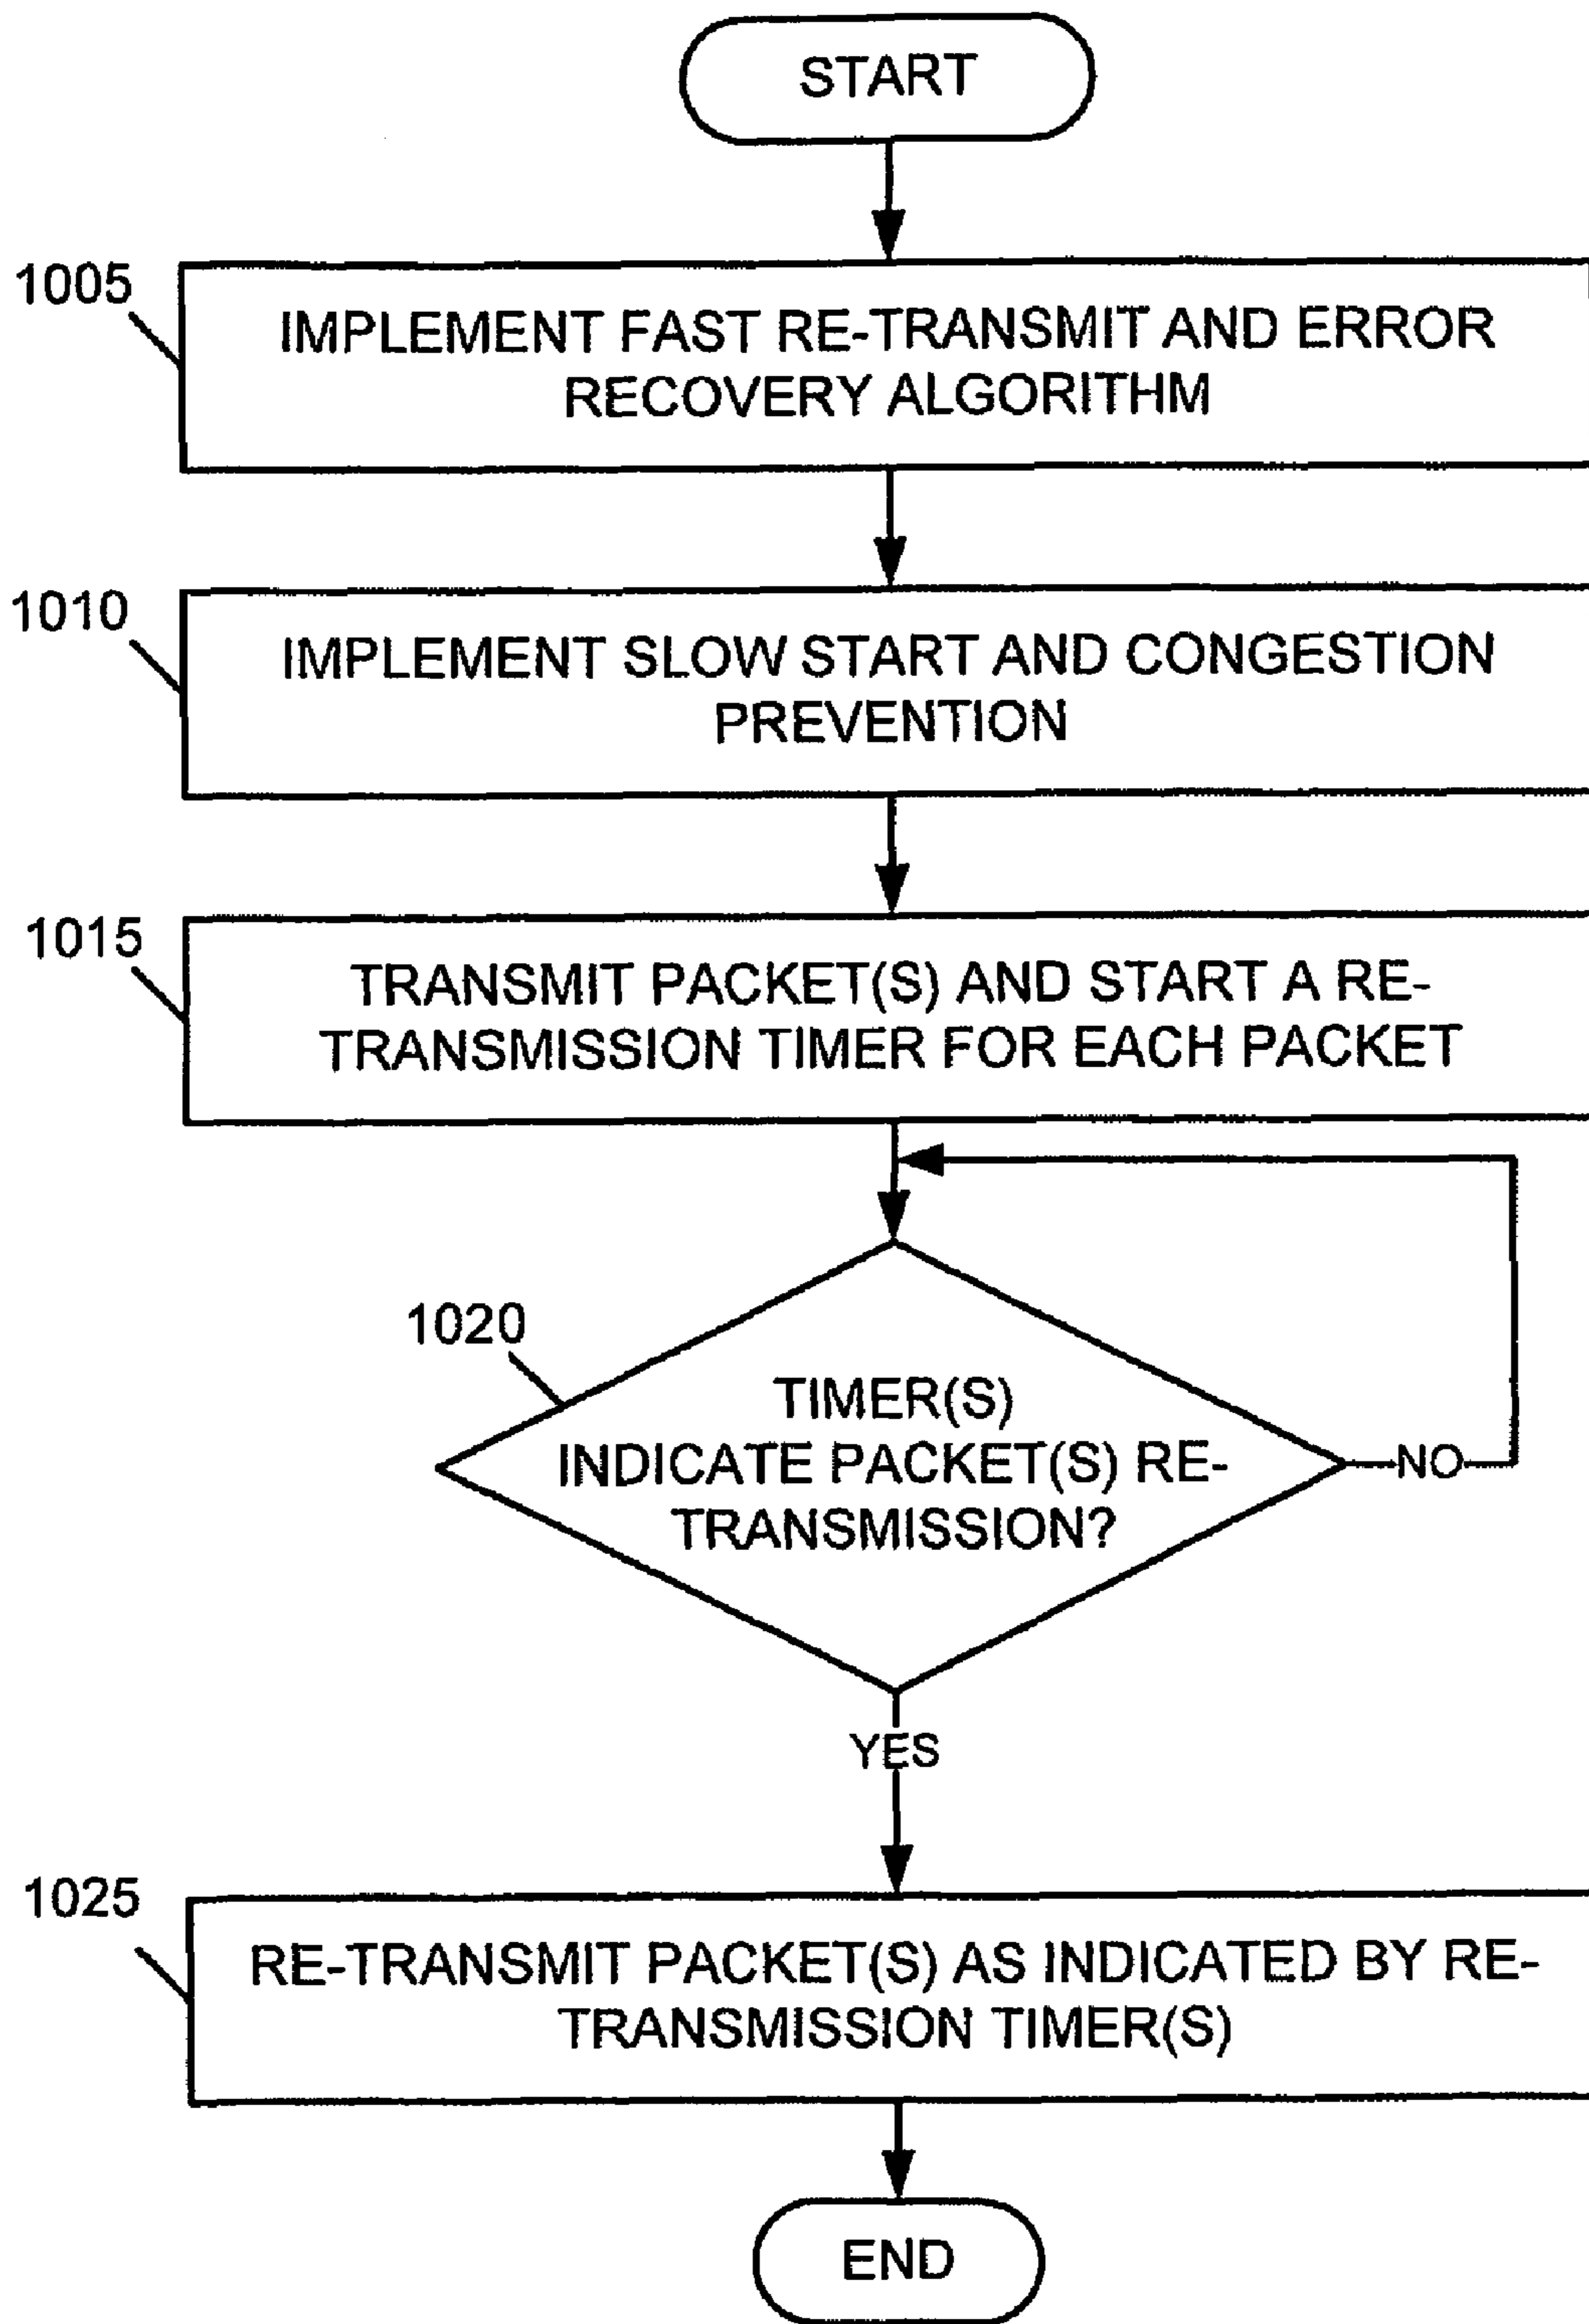 START
1005
IMPLEMENT FAST RE-TRANSMIT AND ERROR
RECOVERY ALGORITHM
1010
IMPLEMENT SLOW START AND CONGESTION
PREVENTION
1015
TRANSMIT PACKET(S) AND START A RE-
TRANSMISSION TIMER FOR EACH PACKET
1020
TIMER(S)
INDICATE PACKET(S) RE-
TRANSMISSION?
NO
YES
1025
RE-TRANSMIT PACKET(S) AS INDICATED BY RE-
TRANSMISSION TIMER(S)
END